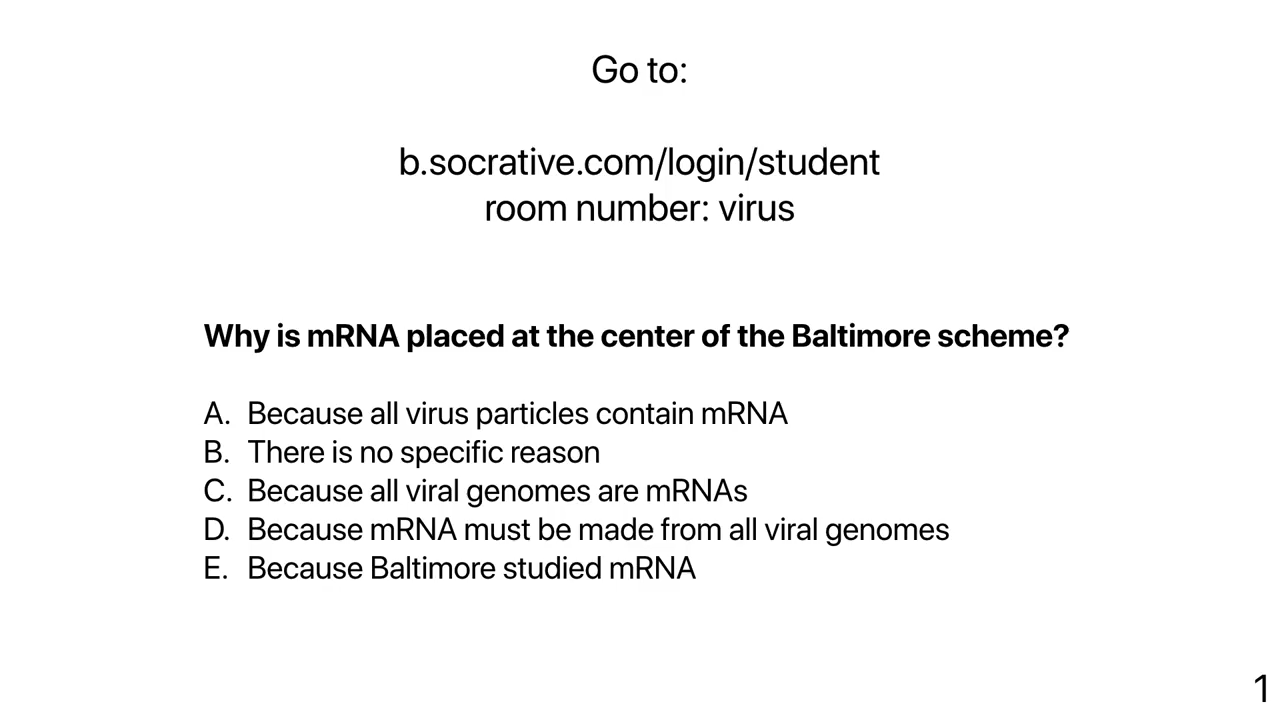 Go to:
b.socrative.com/login/student
room number: virus
Why is mRNA placed at the center of the Baltimore scheme?
A. Because all virus particles contain mRNA
B. There is no specific reason
C. Because all viral genomes are mRNAs
D. Because mRNA must be made from all viral genomes
E. Because Baltimore studied mRNA
1